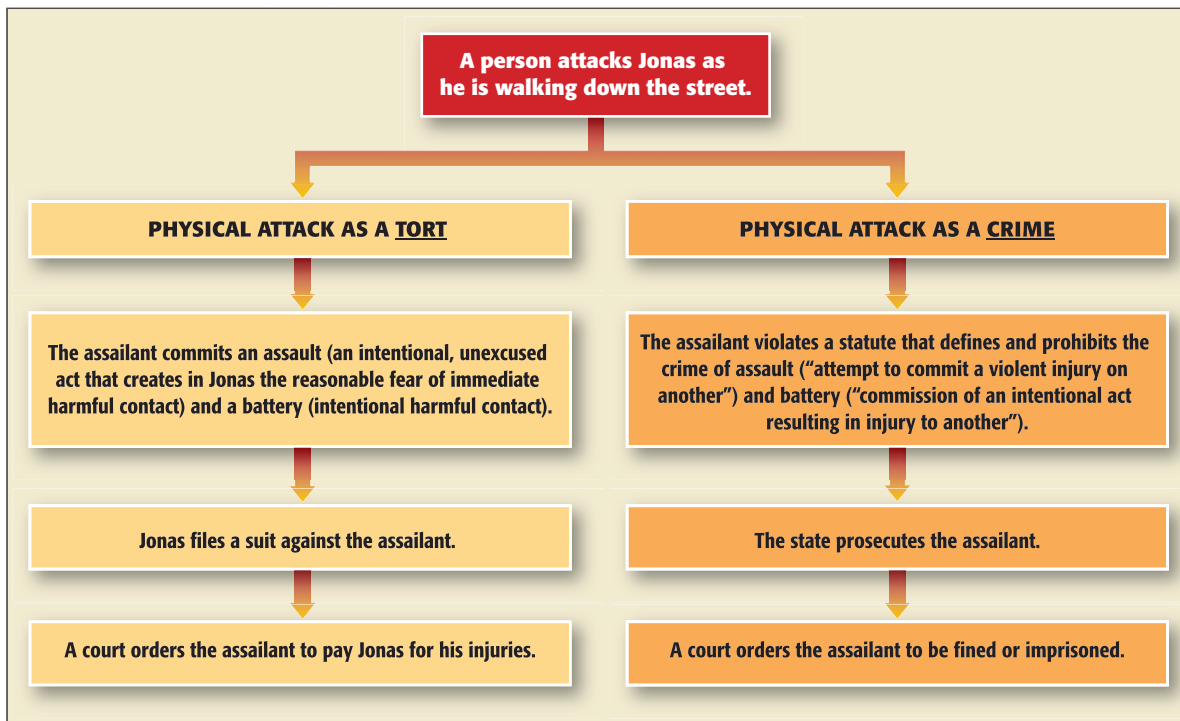 A person attacks Jonas as
he is walking down the street.
PHYSICAL ATTACK AS A TORT
The assailant commits an assault (an intentional, unexcused
act that creates in Jonas the reasonable fear of immediate
harmful contact) and a battery (intentional harmful contact).
Jonas files a suit against the assailant.
A court orders the assailant to pay Jonas for his injuries.
PHYSICAL ATTACK AS A CRIME
The assailant violates a statute that defines and prohibits the
crime of assault (“attempt to commit a violent injury on
another”) and battery (“commission of an intentional act
resulting in injury to another”).
The state prosecutes the assailant.
A court orders the assailant to be fined or imprisoned.